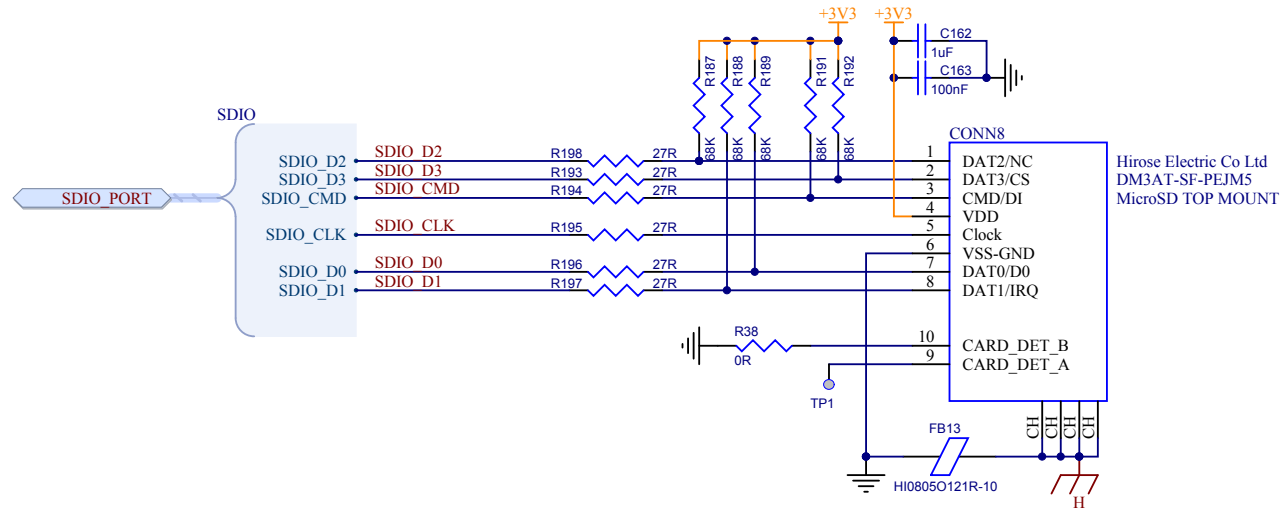 +3V3
+3V3
C162
1uF
C163
100nF
R187
R188
R189
R191
R192
68K
68K
68K
68K
68K
SDIO
SDIO_PORT
SDIO_D2
SDIO_D3
SDIO_CMD
SDIO_CLK
SDIO_D0
SDIO_D1
SDIO_D2
SDIO_D3
SDIO_CMD
SDIO_CLK
SDIO_D0
SDIO_D1
R198 27R
R193 27R
R194 27R
R195 27R
R196 27R
R197 27R
CONN8
1 DAT2/NC
2 DAT3/CS
3 CMD/DI
4 VDD
5 Clock
6 VSS-GND
7 DAT0/D0
8 DAT1/IRQ
10 CARD_DET_B
9 CARD_DET_A
Hirose Electric Co Ltd
DM3AT-SF-PEJM5
MicroSD TOP MOUNT
R38
0R
TP1
CH
CH
CH
CH
FB13
HI0805O121R-10
H